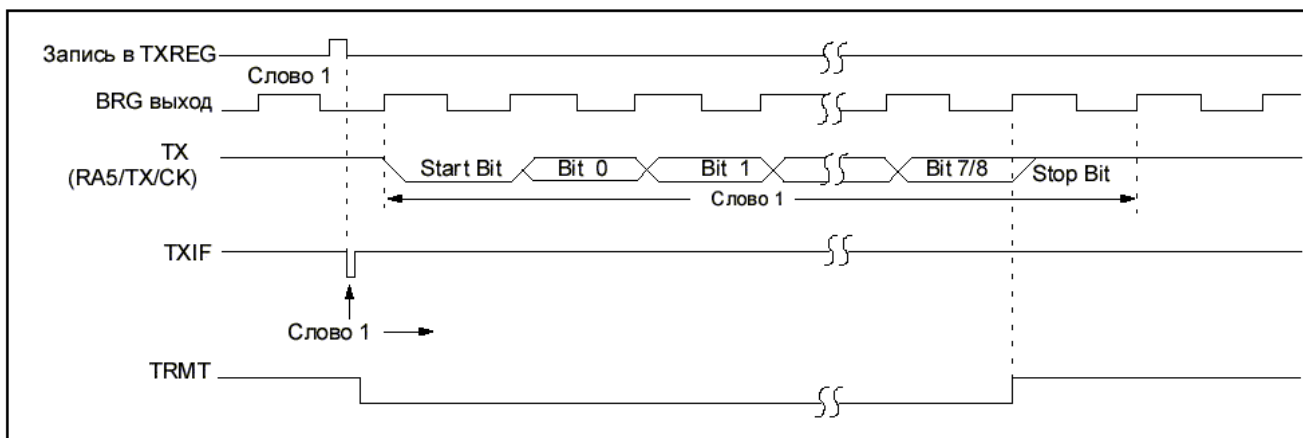 Запись в TXREG
Слово 1
BRG выход
TX
(RA5/TX/CK)
Start Bit Bit 0 Bit 1 Bit 7/8 Stop Bit
Слово 1
TXIF
Слово 1
TRMT